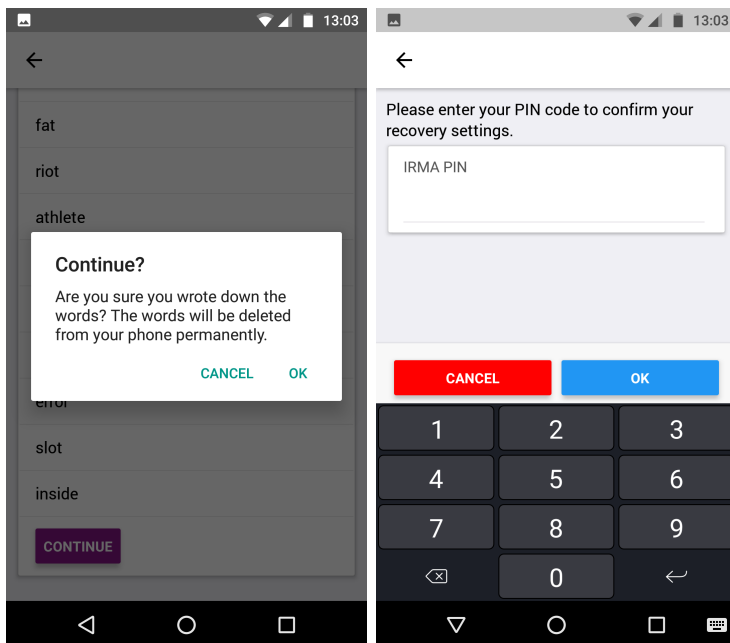 13:03
fat
riot
athlete
Continue?
Are you sure you wrote down the
words? The words will be deleted
from your phone permanently.
CANCEL OK
error
slot
inside
CONTINUE
13:03
Please enter your PIN code to confirm your
recovery settings.
IRMA PIN
CANCEL OK
1 2 3
4 5 6
7 8 9
0